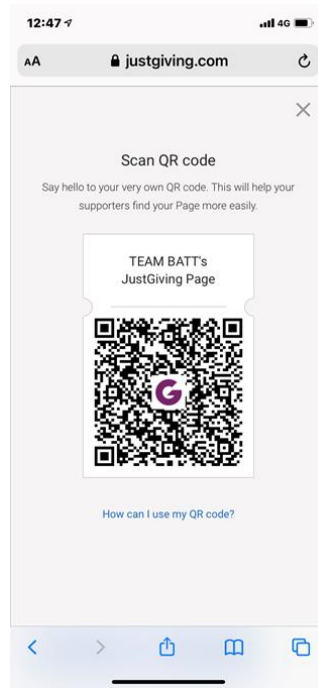 12:47
4G
AA
justgiving.com
Scan QR code
Say hello to your very own QR code. This will help your
supporters find your Page more easily.
TEAM BATT's
JustGiving Page
G
How can I use my QR code?